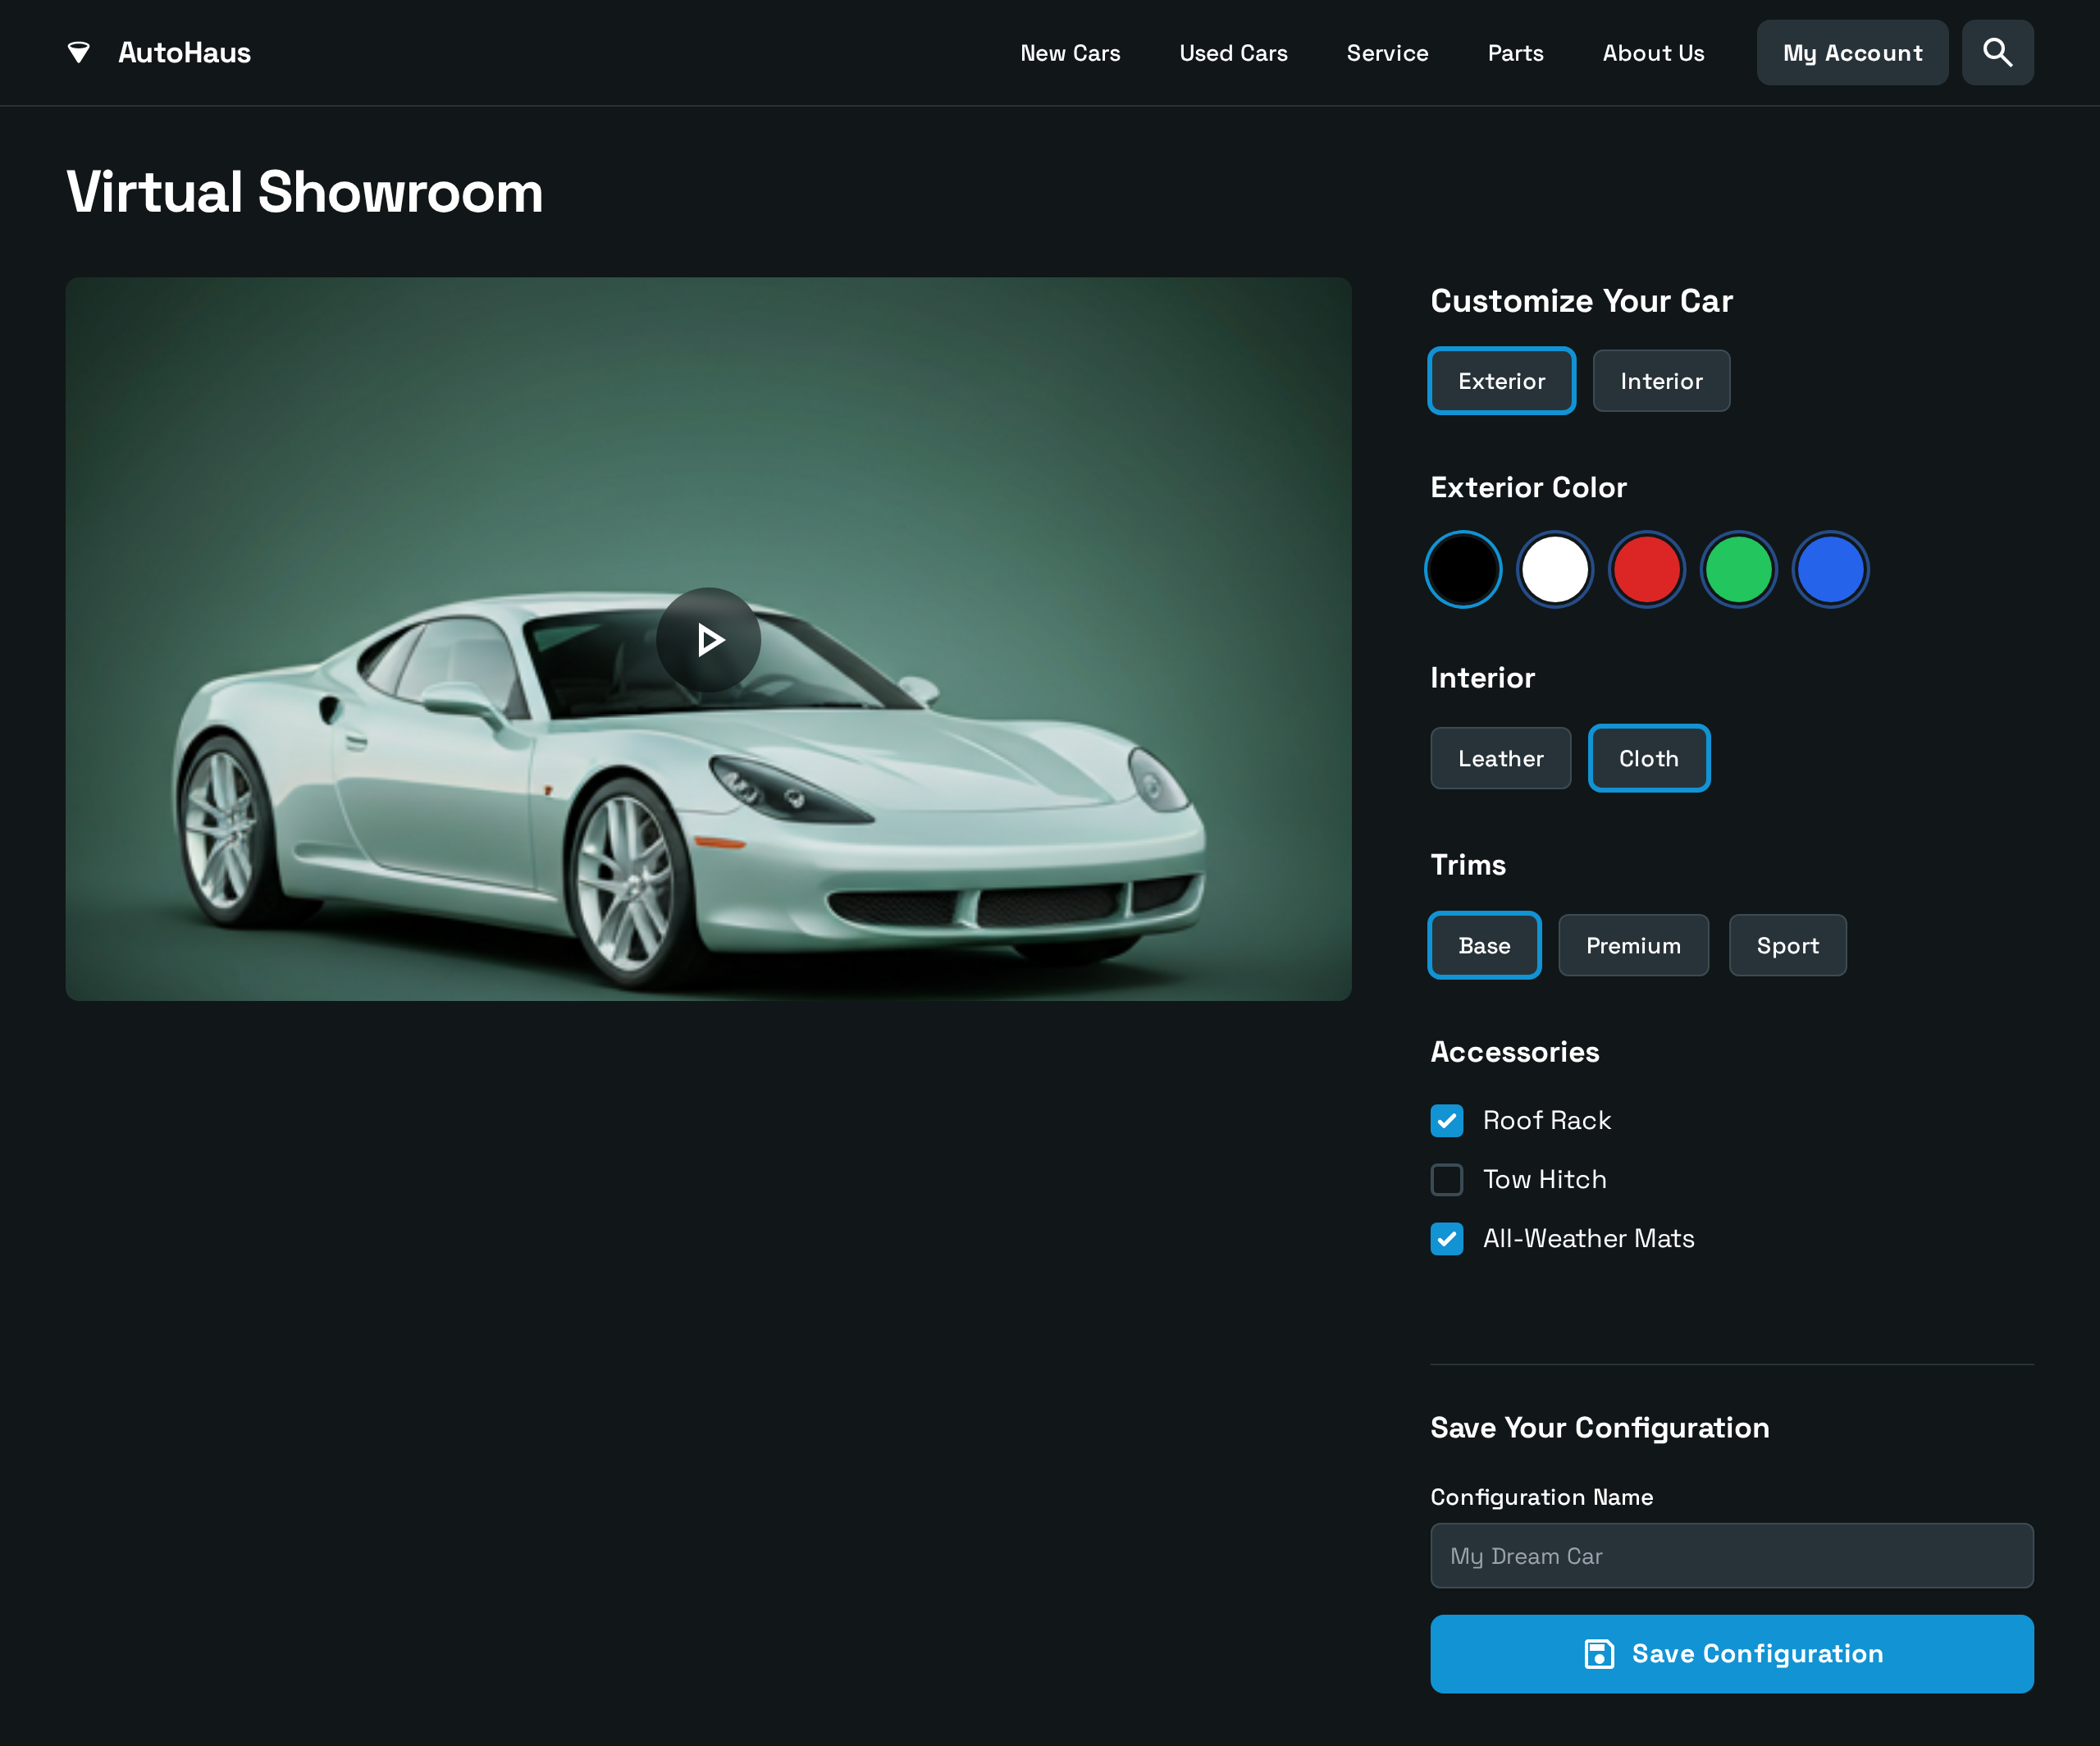 AutoHaus
New Cars Used Cars Service Parts About Us My Account
Virtual Showroom
Customize Your Car
Exterior Interior
Exterior Color
Interior
Leather Cloth
Trims
Base Premium Sport
Accessories
Roof Rack
Tow Hitch
All-Weather Mats
Save Your Configuration
Configuration Name
My Dream Car
Save Configuration